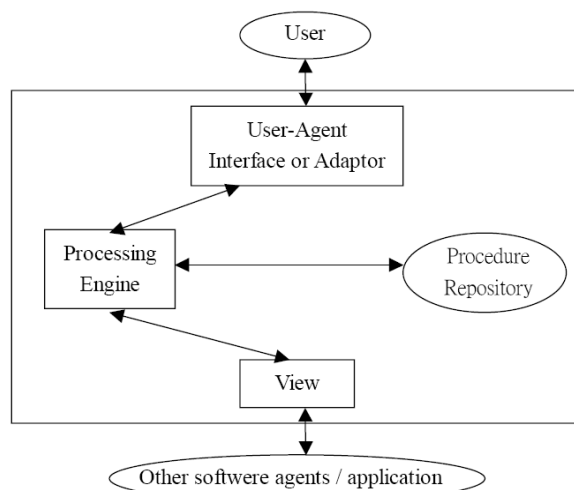 User
User-Agent
Interface or Adaptor
Processing
Engine
Procedure
Repository
View
Other softwere agents / application